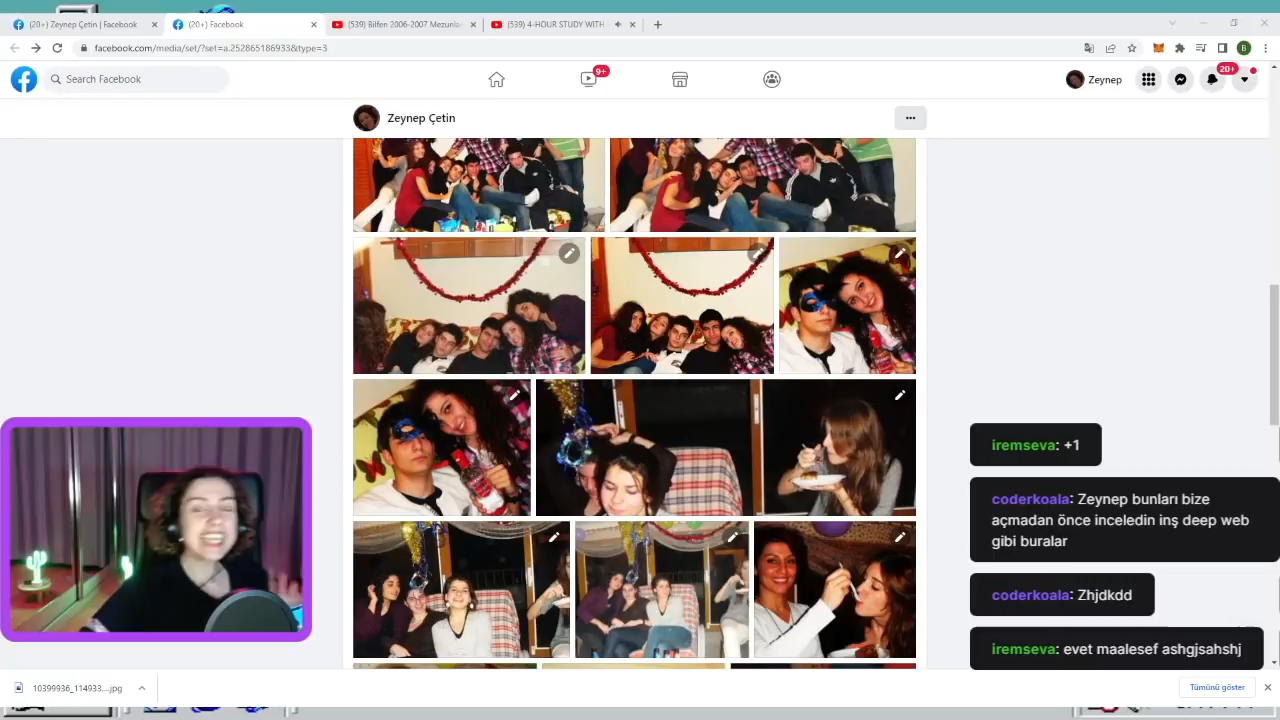 (20+) Zeynep Çetin | Facebook
(20+) Facebook
(539) Bilfen 2006-2007 Mezunla
(539) 4-HOUR STUDY WITH
facebook.com/media/set/?set=a.252865186933&type=3
B
Search Facebook
9+
Zeynep
20+
Zeynep Çetin
iremseva: +1
coderkoala: Zeynep bunları bize
açmadan önce inceledin inş deep web
gibi buralar
coderkoala: Zhjdkdd
iremseva: evet maalesef ashgjsahshj
10399936_114933....jpg
Tümünü göster